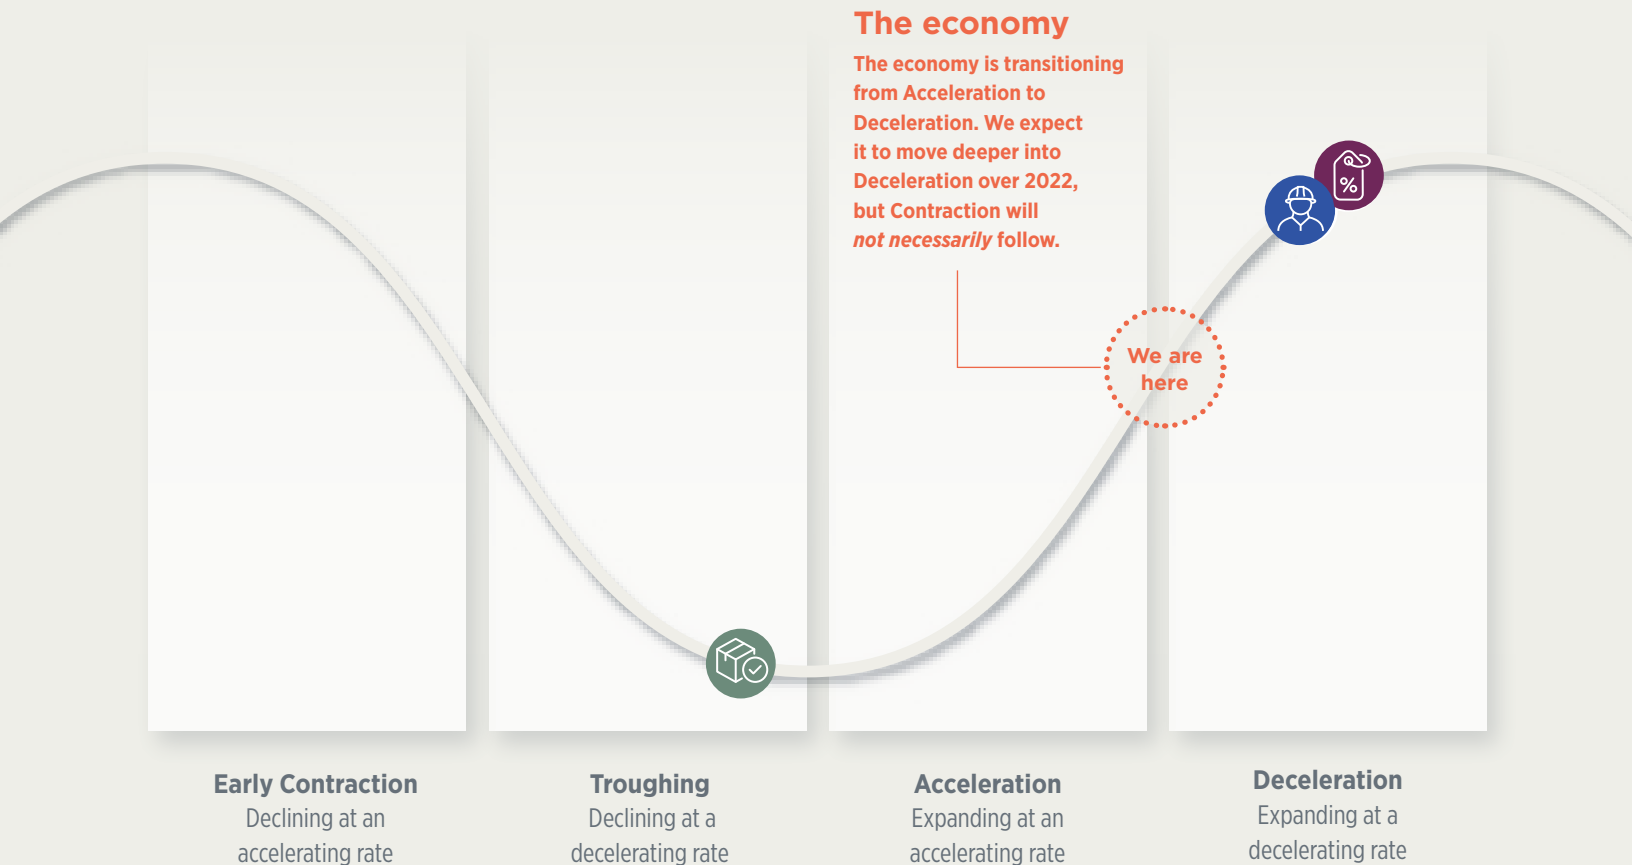 The economy
The economy is transitioning
from Acceleration to
Deceleration. We expect
it to move deeper into
Deceleration over 2022,
but Contraction will
not necessarily follow.
%
We are
here
Early Contraction
Declining at an
accelerating rate
Troughing
Declining at a
decelerating rate
Acceleration
Expanding at an
accelerating rate
Deceleration
Expanding at a
decelerating rate